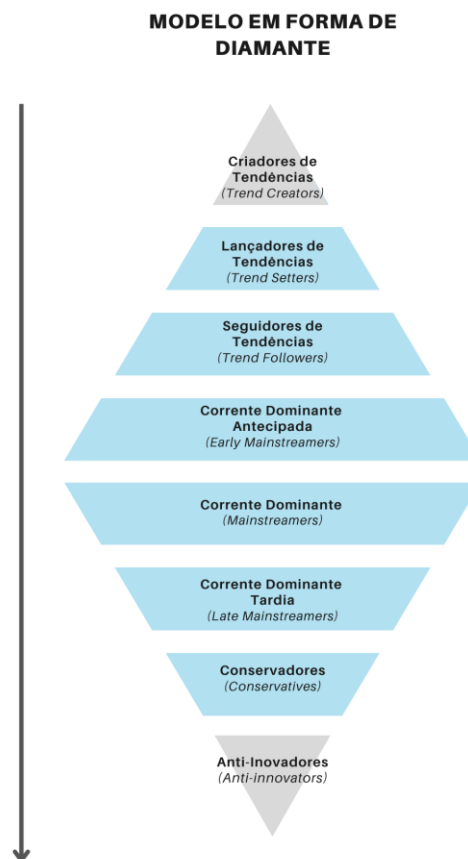 MODELO EM FORMA DE
DIAMANTE
Criadores de
Tendências
(Trend Creators)
Lançadores de
Tendências
(Trend Setters)
Seguidores de
Tendências
(Trend Followers)
Corrente Dominante
Antecipada
(Early Mainstreamers)
Corrente Dominante
(Mainstreamers)
Corrente Dominante
Tardia
(Late Mainstreamers)
Conservadores
(Conservatives)
Anti-Inovadores
(Anti-innovators)